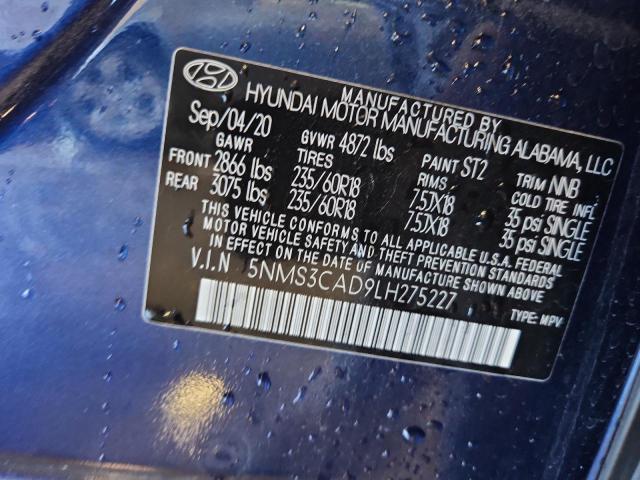 MANUFACTURED BY
HYUNDAI MOTOR MANUFACTURING ALABAMA, LLC
Sep/04/20 GVWR 4872 lbs PAINT ST2 TRIM NNB
GAWR TIRES RIMS COLD TIRE INFL
FRONT 2866 lbs 235/60R18 7.5JX18 35 psi SINGLE
REAR 3075 lbs 235/60R18 7.5JX18 35 psi SINGLE
THIS VEHICLE CONFORMS TO ALL APPLICABLE U.S.A. FEDERAL
MOTOR VEHICLE SAFETY AND THEFT PREVENTION STANDARDS
IN EFFECT ON THE DATE OF MANUFACTURE SHOWN ABOVE
V.I.N 5NMS3CAD9LH275227 TYPE: MPV